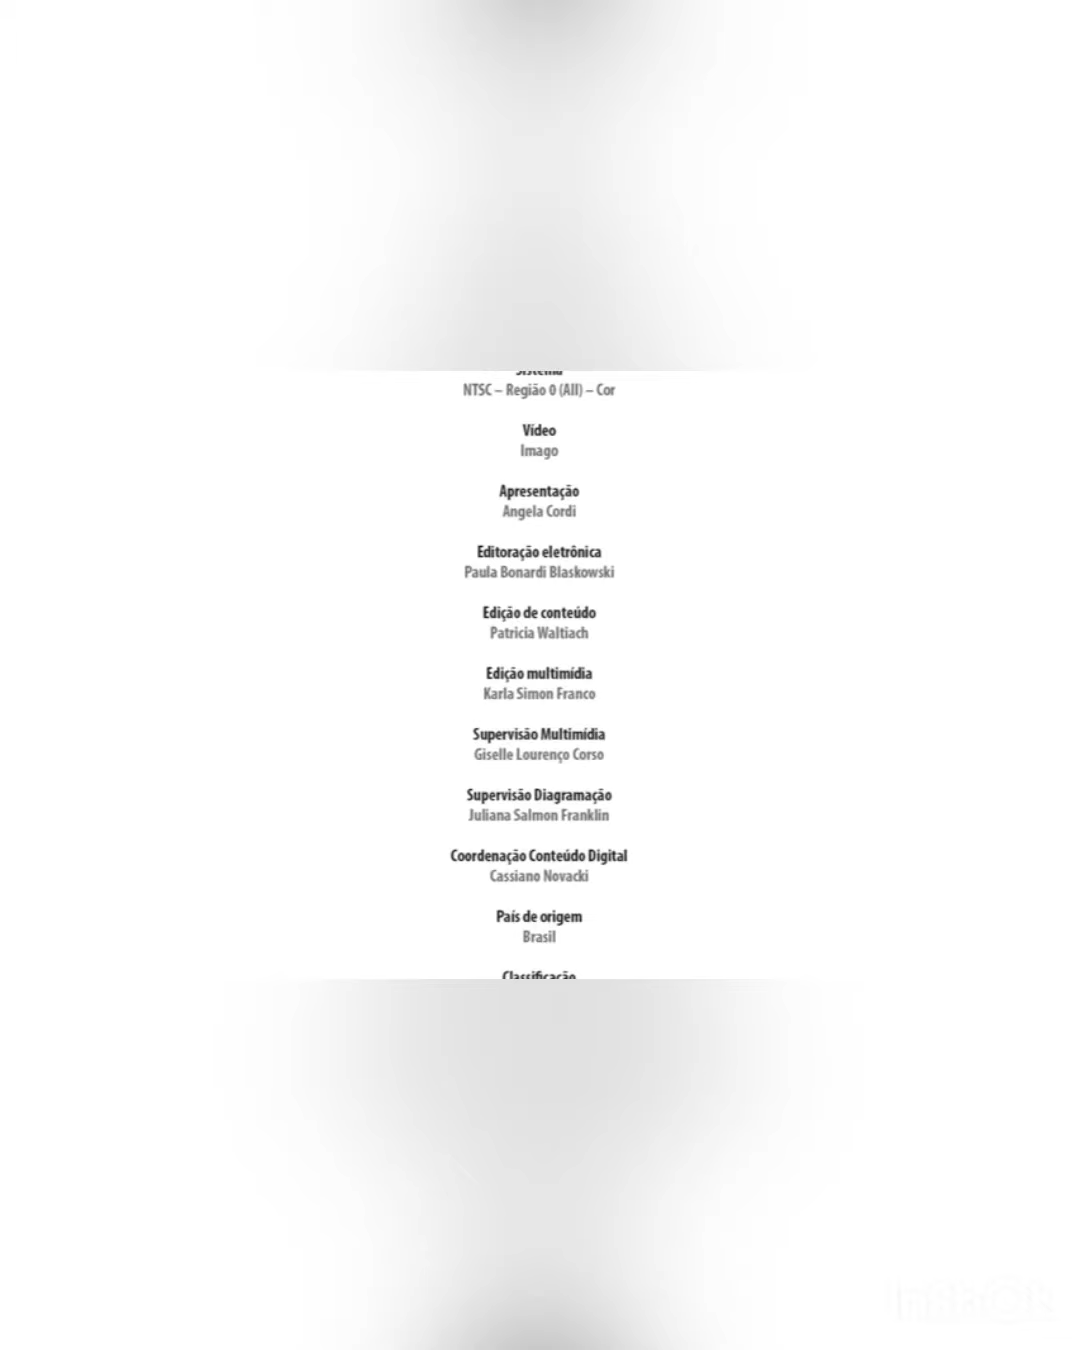 Sistema
NTSC – Região 0 (All) – Cor
Vídeo
Imago
Apresentação
Angela Cordi
Editoração eletrônica
Paula Bonardi Blaskowski
Edição de conteúdo
Patricia Waltiach
Edição multimídia
Karla Simon Franco
Supervisão Multimídia
Giselle Lourenço Corso
Supervisão Diagramação
Juliana Salmon Franklin
Coordenação Conteúdo Digital
Cassiano Novacki
País de origem
Brasil
Classificação